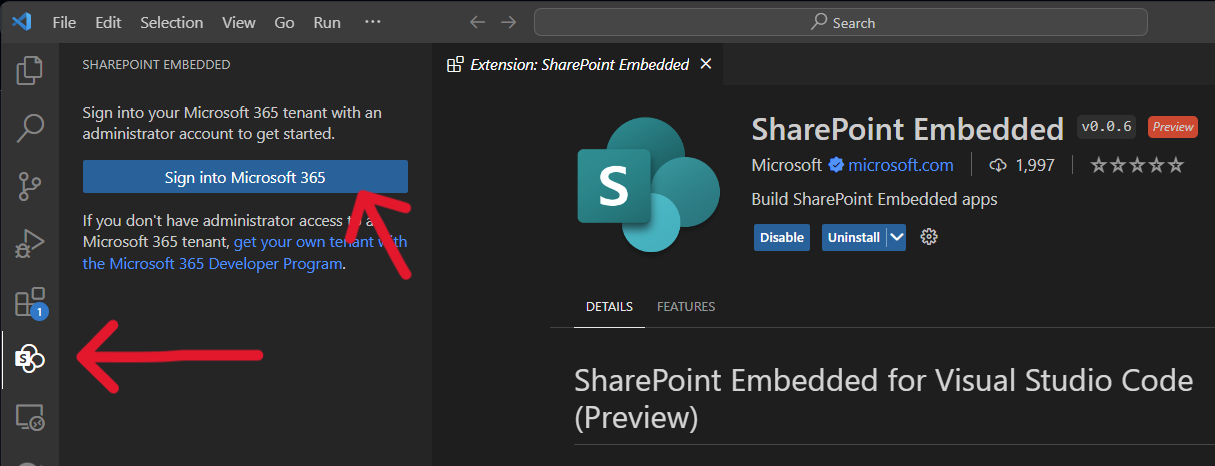 File Edit Selection View Go Run ...
Search
SHAREPOINT EMBEDDED
Sign into your Microsoft 365 tenant with an
administrator account to get started.
Sign into Microsoft 365
If you don't have administrator access to a
Microsoft 365 tenant, get your own tenant with
the Microsoft 365 Developer Program.
1
S
Extension: SharePoint Embedded
S
SharePoint Embedded v0.0.6 Preview
Microsoft microsoft.com 1,997
Build SharePoint Embedded apps
Disable Uninstall
DETAILS FEATURES
SharePoint Embedded for Visual Studio Code
(Preview)